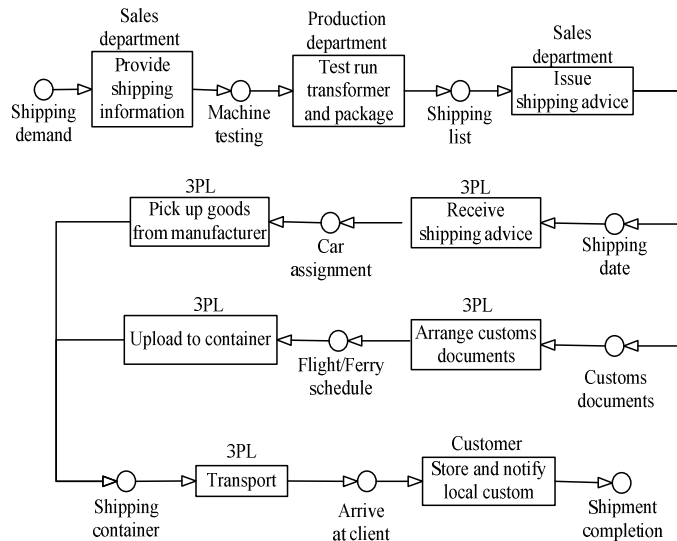 Sales
department
Provide
shipping
information
Shipping
demand
Machine
testing
Production
department
Test run
transformer
and package
Shipping
list
Sales
department
Issue
shipping advice
3PL
Pick up goods
from manufacturer
Car
assignment
3PL
Receive
shipping advice
Shipping
date
3PL
Upload to container
Flight/Ferry
schedule
3PL
Arrange customs
documents
Customs
documents
Shipping
container
3PL
Transport
Arrive
at client
Customer
Store and notify
local custom
Shipment
completion